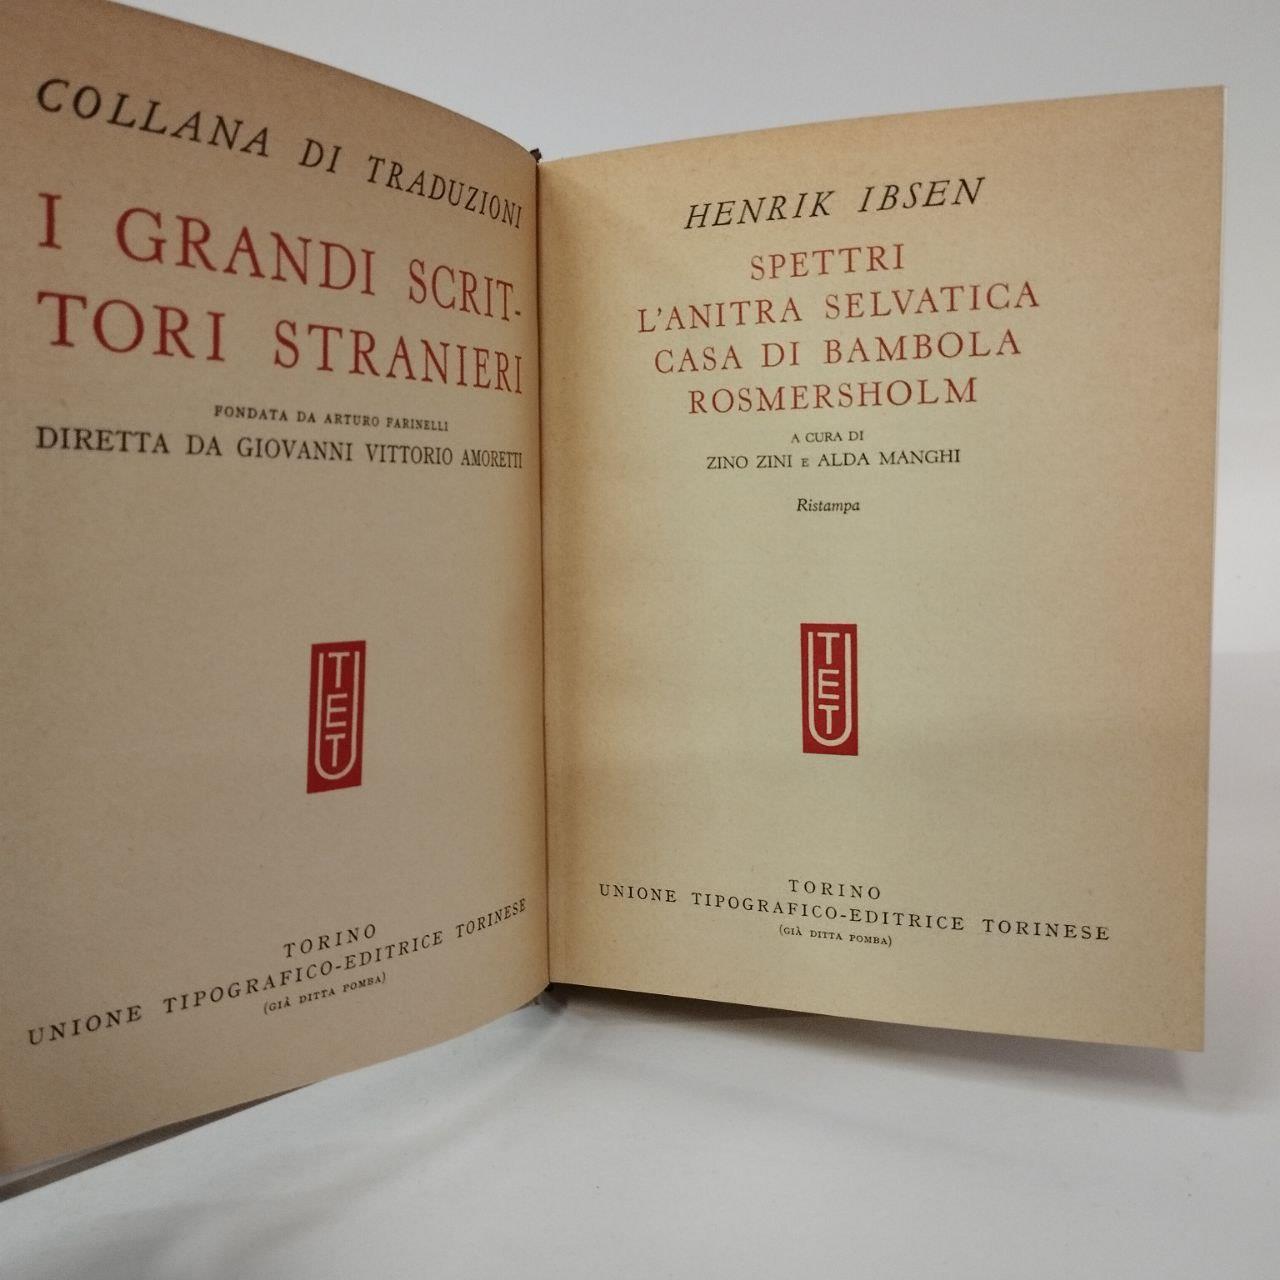 COLLANA DI TRADUZIONI
I GRANDI SCRIT-
TORI STRANIERI
FONDATA DA ARTURO FARINELLI
DIRETTA DA GIOVANNI VITTORIO AMORETTI
UTET
TORINO
UNIONE TIPOGRAFICO-EDITRICE TORINESE
(GIÀ DITTA POMBA)
HENRIK IBSEN
SPETTRI
L'ANITRA SELVATICA
CASA DI BAMBOLA
ROSMERSHOLM
A CURA DI
ZINO ZINI E ALDA MANGHI
Ristampa
UTET
TORINO
UNIONE TIPOGRAFICO-EDITRICE TORINESE
(GIÀ DITTA POMBA)